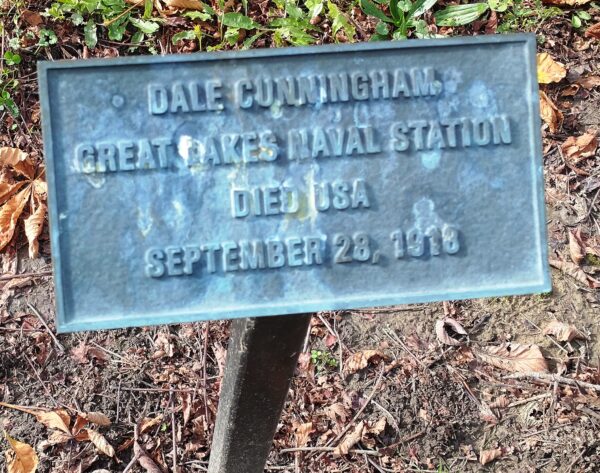 DALE CUNNINGHAM
GREAT LAKES NAVAL STATION
DIED USA
SEPTEMBER 28, 1918